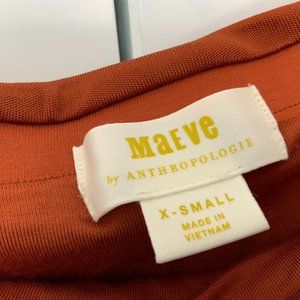 MAEVE
by ANTHROPOLOGIE
X-SMALL
MADE IN
VIETNAM